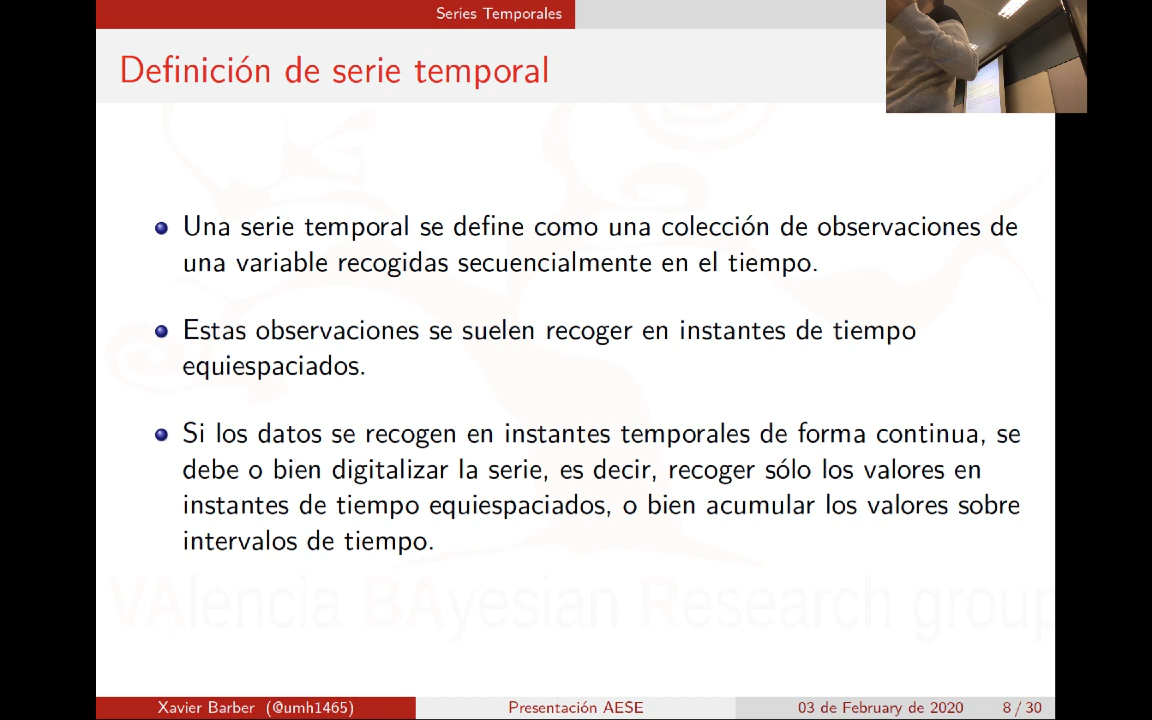 Series Temporales
Definición de serie temporal
Una serie temporal se define como una colección de observaciones de
una variable recogidas secuencialmente en el tiempo.
Estas observaciones se suelen recoger en instantes de tiempo
equiespaciados.
Si los datos se recogen en instantes temporales de forma continua, se
debe o bien digitalizar la serie, es decir, recoger sólo los valores en
instantes de tiempo equiespaciados, o bien acumular los valores sobre
intervalos de tiempo.
VAlencia BAyesian Research group
Xavier Barber (@umh1465)
Presentación AESE
03 de February de 2020
8 / 30